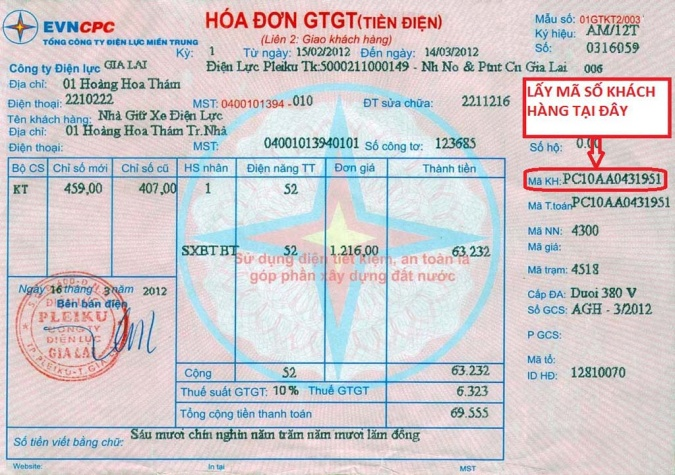 EVNCPC
TỔNG CÔNG TY ĐIỆN LỰC MIỀN TRUNG
HÓA ĐƠN GTGT(TIỀN ĐIỆN)
(Liên 2: Giao khách hàng)
Mẫu số: 01GTKT2/003
Ký hiệu: AM/12T
Số: 0316059
Kỳ: 1 Từ ngày: 15/02/2012 Đến ngày: 14/03/2012
Công ty Điện lực GIA LAI Điện Lực Pleiku Tk:5000211000149 - Nh No & Ptnt Cn Gia Lai 006
Địa chỉ: 01 Hoàng Hoa Thám
Điện thoại: 2210222 MST: 0400101394 -010 ĐT sửa chữa: 2211216
Tên khách hàng: Nhà Giữ Xe Điện Lực
Địa chỉ: 01 Hoàng Hoa Thám Tr.Nhã
Điện thoại: MST: 04001013940101 Số công tơ: 123685
LẤY MÃ SỐ KHÁCH
HÀNG TẠI ĐÂY
Số hộ: 0.00
Mã KH: PC10AA0431951
Mã T.toán: PC10AA0431951
Mã NN: 4300
Mã giá:
Mã trạm: 4518
Cấp ĐA: Duoi 380 V
Số GCS: AGH - 3/2012
P GCS:
Mã tổ:
ID HĐ: 12810070
Bộ CS Chỉ số mới Chỉ số cũ HS nhân Điện năng TT Đơn giá Thành tiền
KT 459,00 407,00 1 52
SXBT BT 52 1,216.00 63,232
Sử dụng điện tiết kiệm, an toàn là
góp phần xây dựng đất nước
Ngày 16 tháng 3 năm 2012
Bên bán điện
ĐIỆN LỰC
PLEIKU
CÔNG TY
ĐIỆN LỰC
GIA LAI
Cộng 52 63.232
Thuế suất GTGT: 10% Thuế GTGT 6.323
Tổng cộng tiền thanh toán 69.555
Số tiền viết bằng chữ: Sáu mươi chín nghìn năm trăm năm mươi lăm đồng
Website: In tại MST